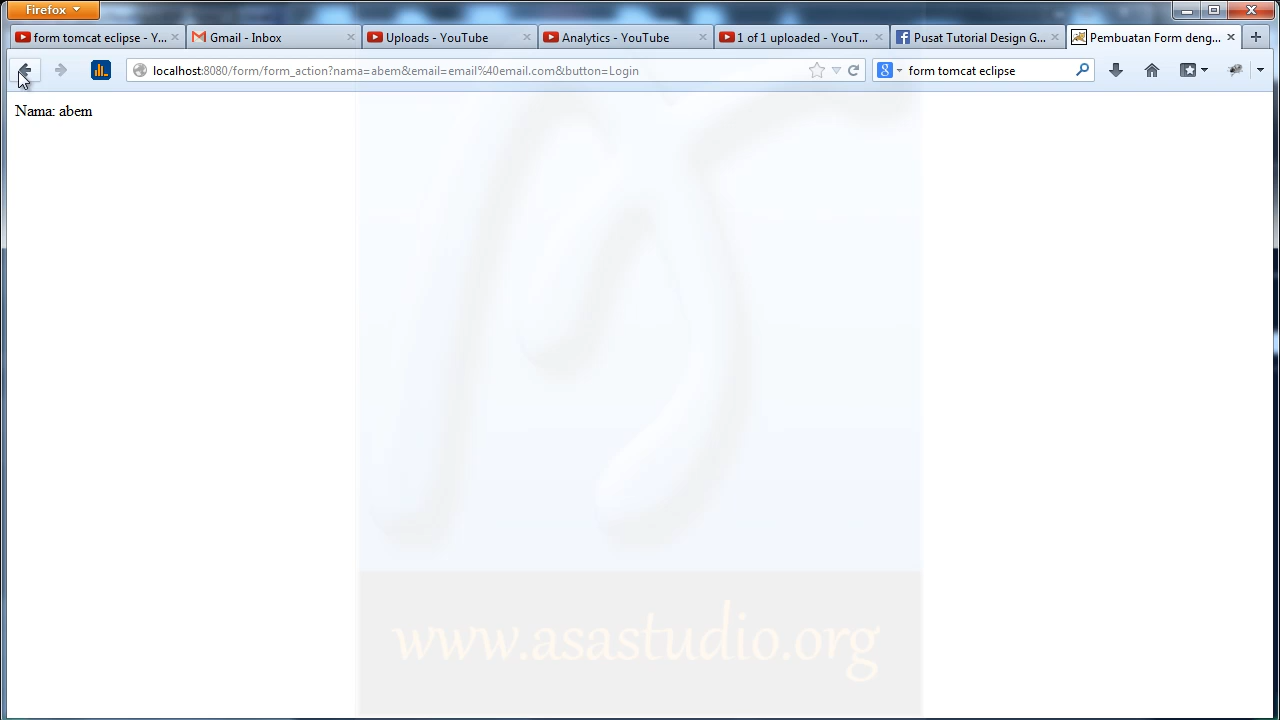 Firefox
form tomcat eclipse - Y...
Gmail - Inbox
Uploads - YouTube
Analytics - YouTube
1 of 1 uploaded - YouT...
Pusat Tutorial Design G...
Pembuatan Form deng...
localhost:8080/form/form_action?nama=abem&email=email%40email.com&button=Login
form tomcat eclipse
Nama: abem
www.asastudio.org